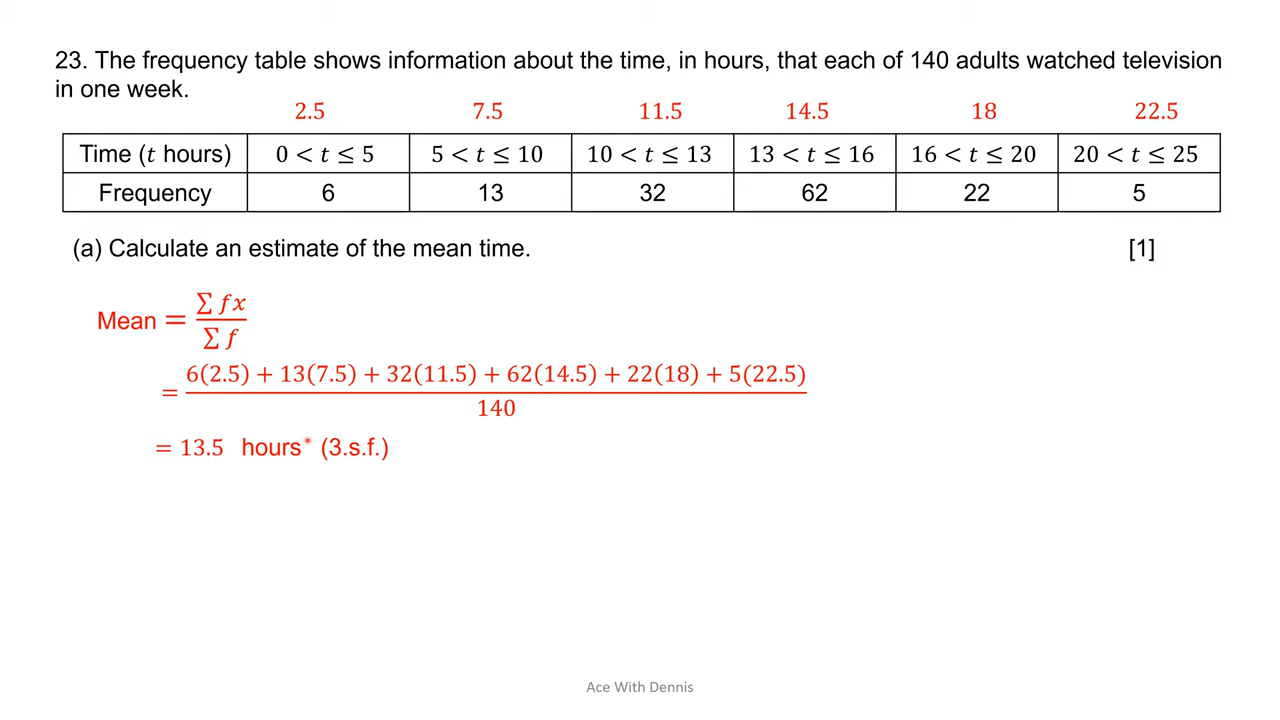 23. The frequency table shows information about the time, in hours, that each of 140 adults watched television
in one week.
2.5 7.5 11.5 14.5 18 22.5
Time (t hours) 0 < t ≤ 5 5 < t ≤ 10 10 < t ≤ 13 13 < t ≤ 16 16 < t ≤ 20 20 < t ≤ 25
Frequency 6 13 32 62 22 5
(a) Calculate an estimate of the mean time. [1]
Mean = ∑ fx / ∑ f
= 6(2.5) + 13(7.5) + 32(11.5) + 62(14.5) + 22(18) + 5(22.5) / 140
= 13.5 hours (3.s.f.)
Ace With Dennis